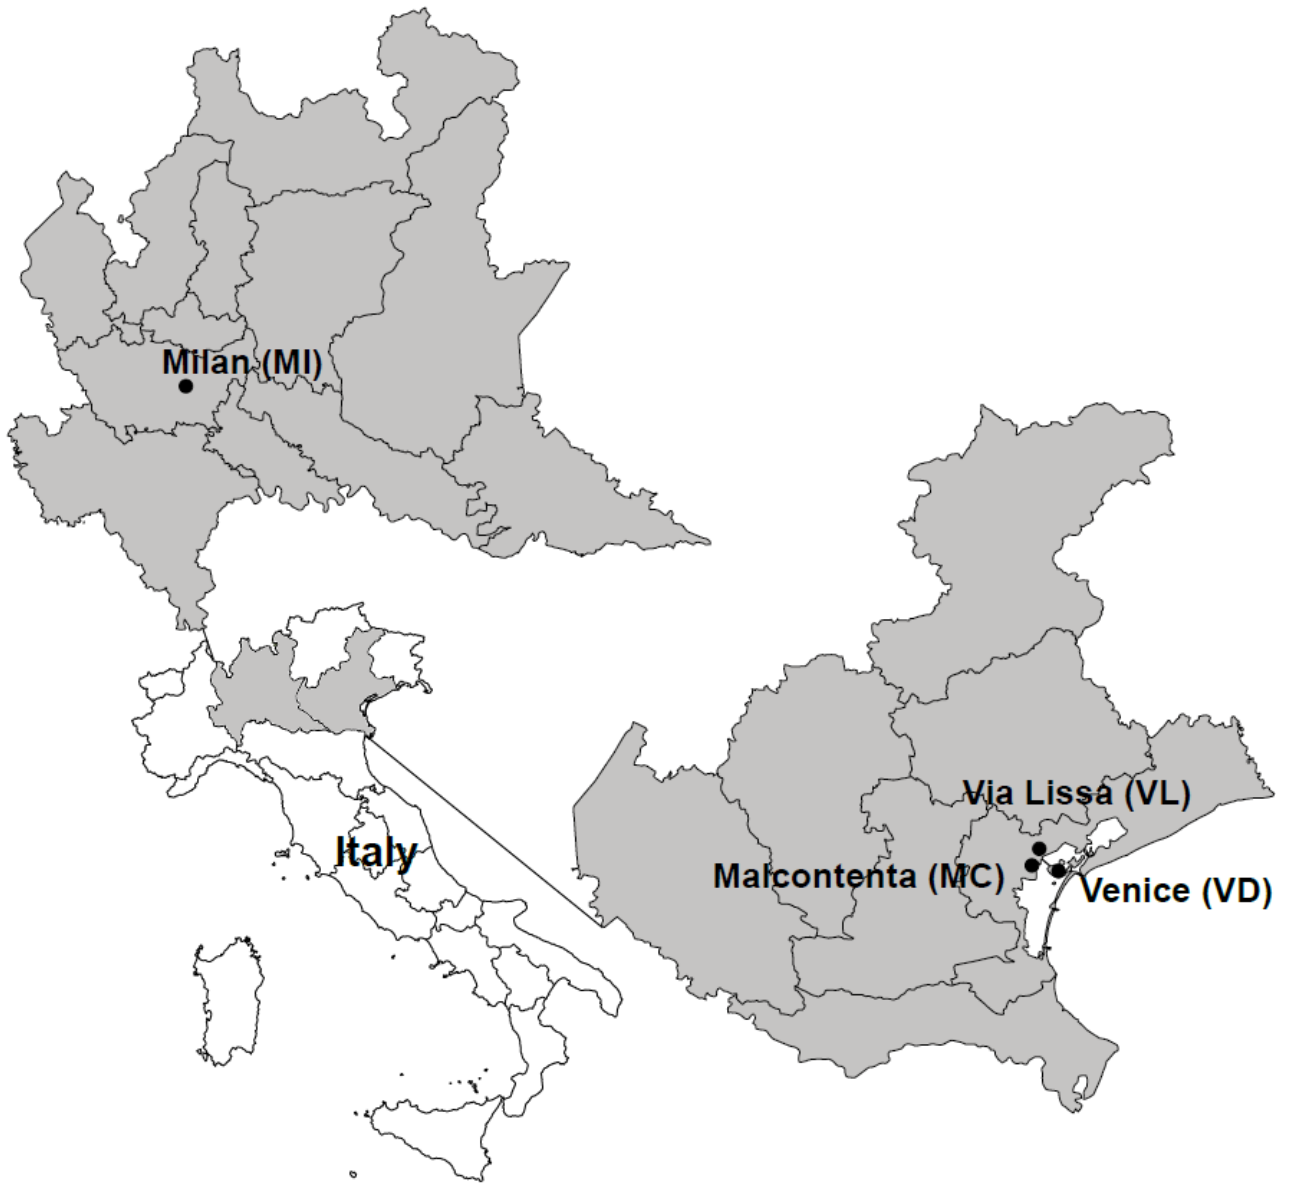 Milan (MI)
Via Lissa (VL)
Italy
Malcontenta (MC)
Venice (VD)